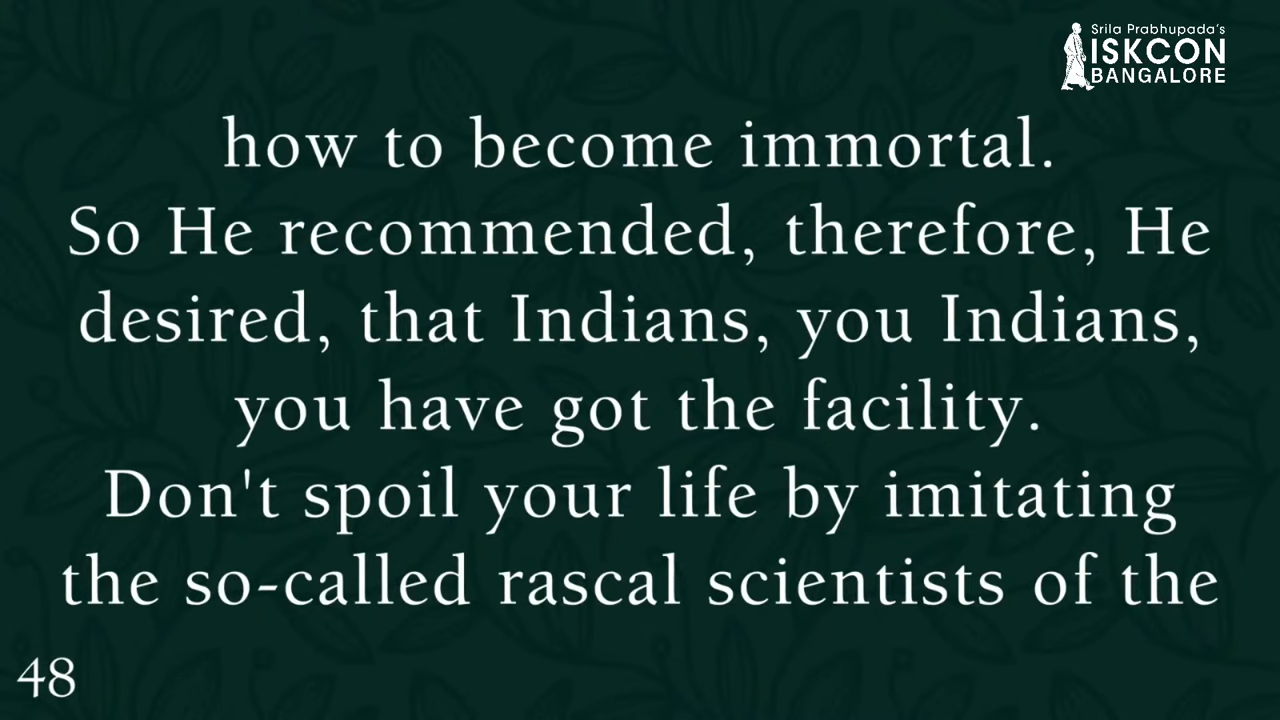 Srila Prabhupada's
ISKCON
BANGALORE
how to become immortal.
So He recommended, therefore, He
desired, that Indians, you Indians,
you have got the facility.
Don't spoil your life by imitating
the so-called rascal scientists of the
48